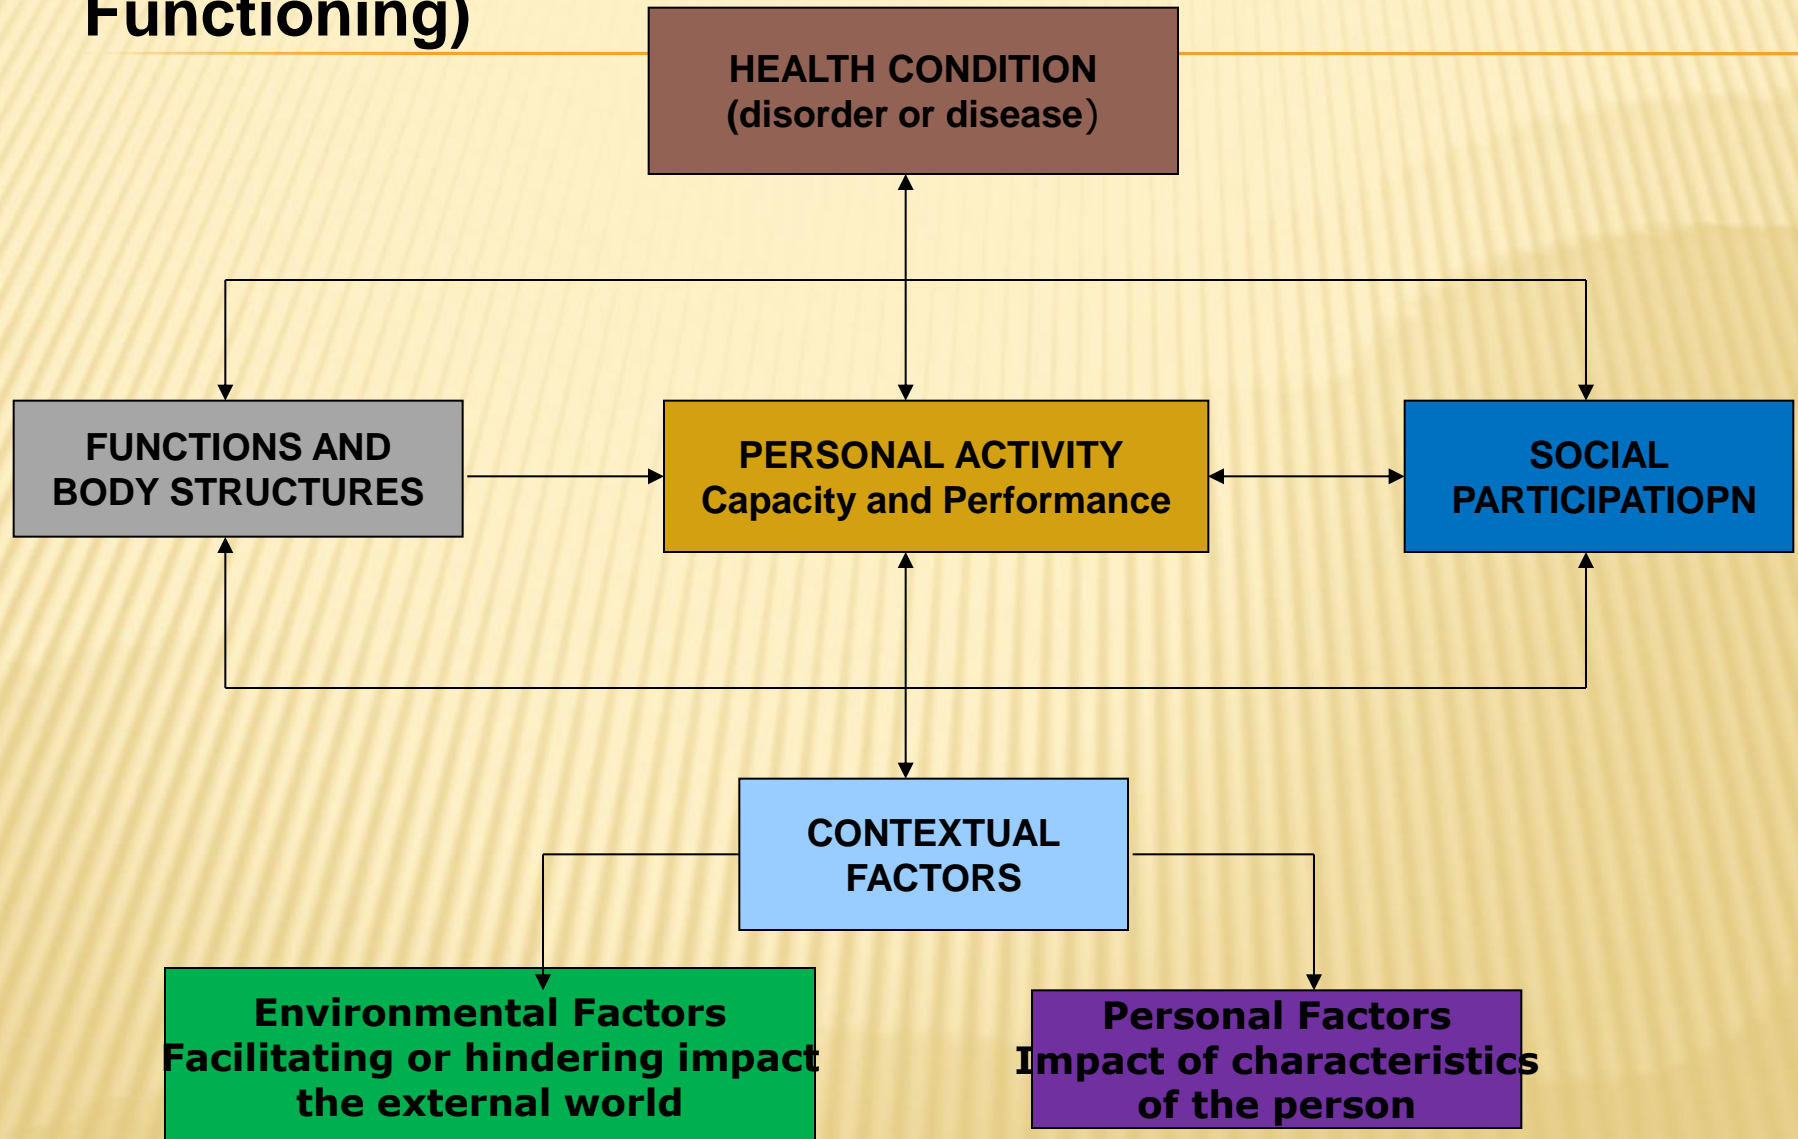 Functioning)
HEALTH CONDITION
(disorder or disease)
FUNCTIONS AND
BODY STRUCTURES
PERSONAL ACTIVITY
Capacity and Performance
SOCIAL
PARTICIPATIOPN
CONTEXTUAL
FACTORS
Environmental Factors
Facilitating or hindering impact
the external world
Personal Factors
Impact of characteristics
of the person